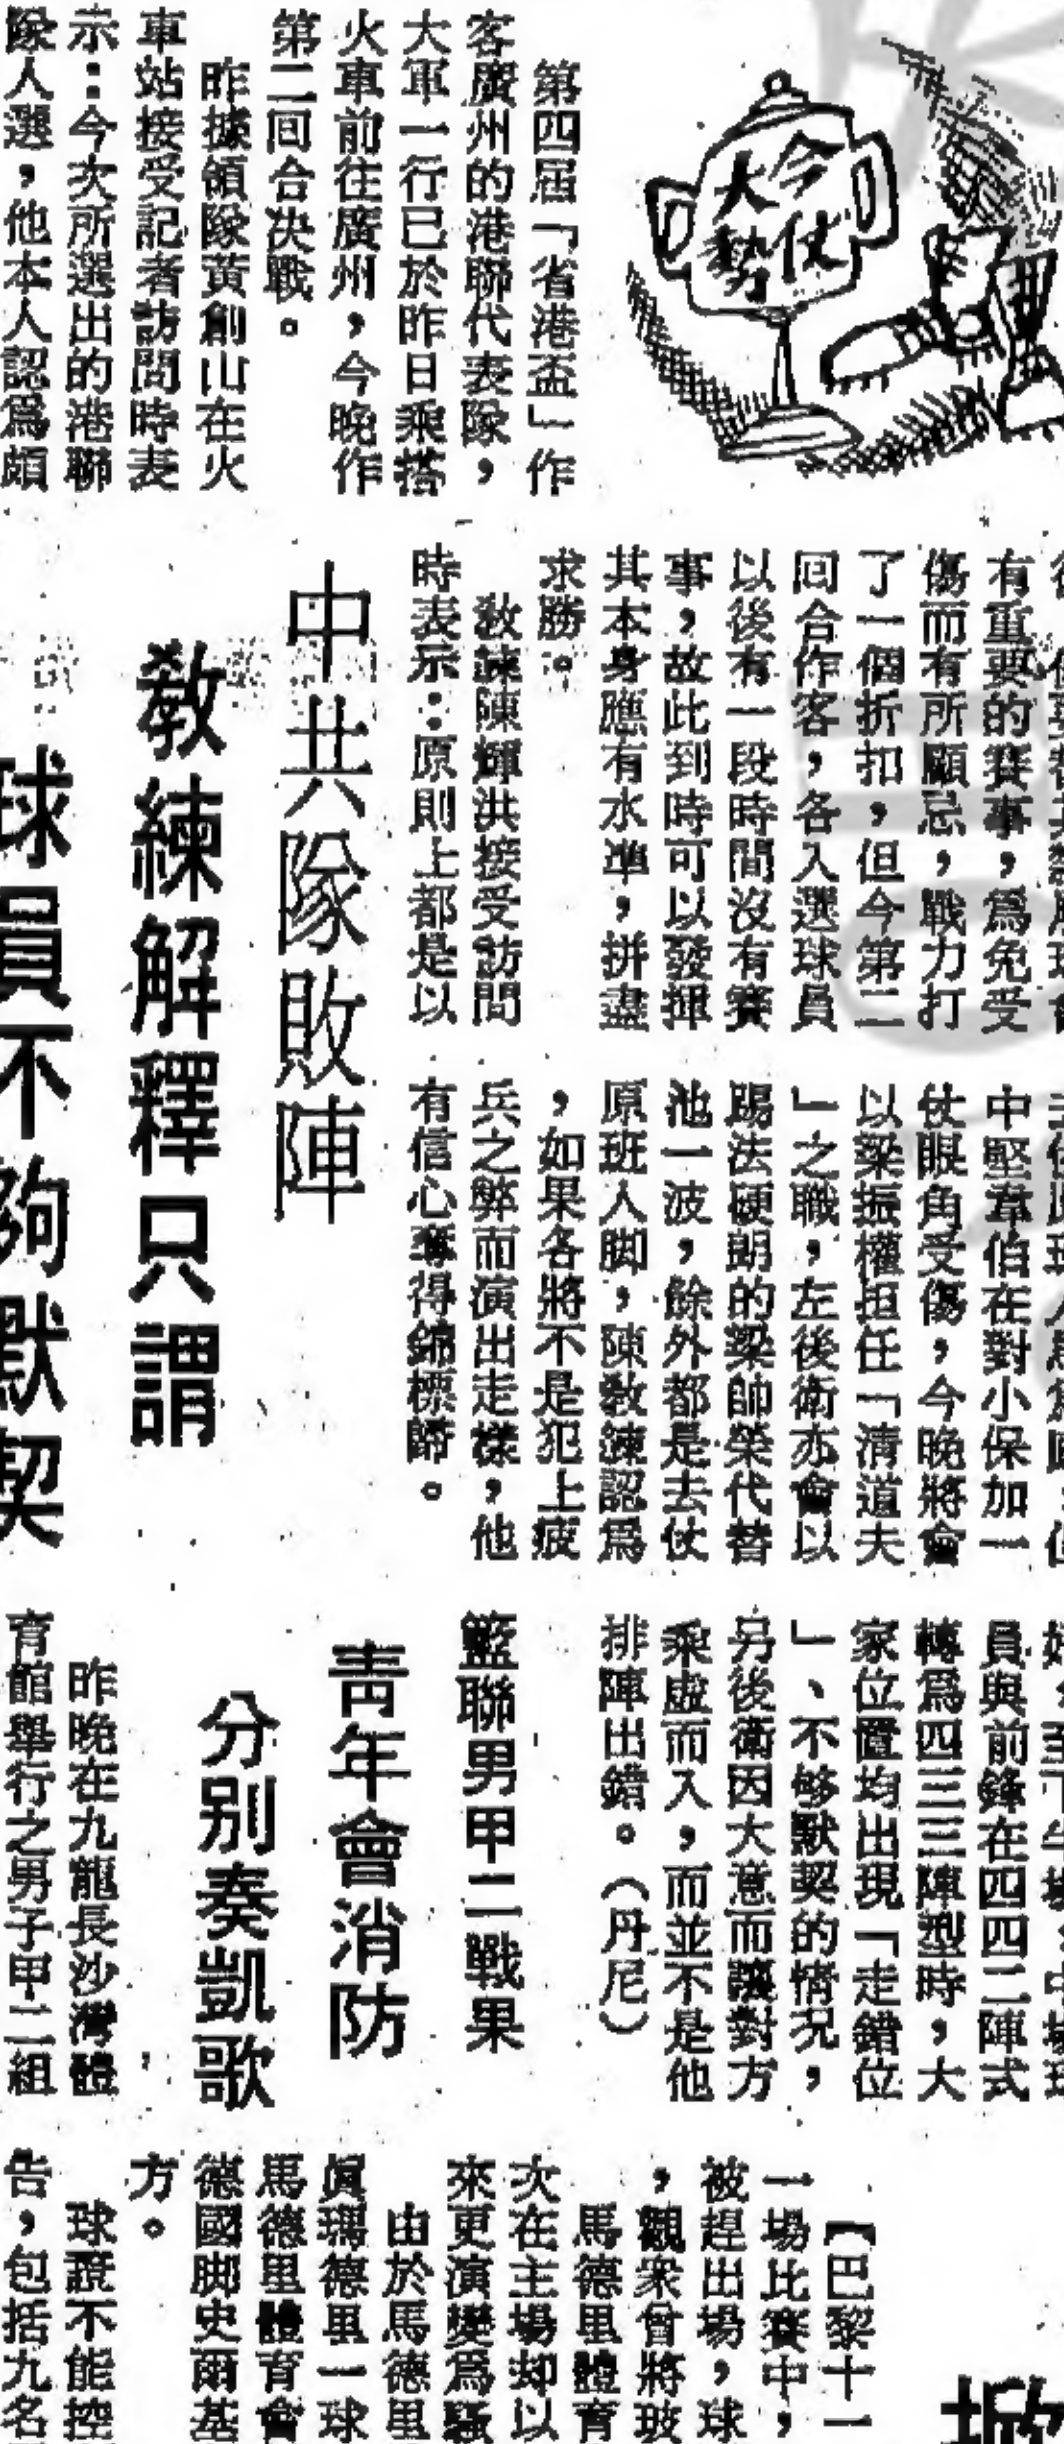 今仗
大勢
第四屆「省港盃」作
客廣州的港聯代表隊，
大軍一行已於昨日乘搭
火車前往廣州，今晚作
第二回合决戰。
昨據領隊黃創山在火
車站接受記者訪問時表
示：今次所選出的港聯
隊人選，他本人認爲頗
有重要的賽事，爲免受
傷而有所顧忌，戰力打
了一個折扣，但今第二
回合作客，各入選球員
以後有一段時間沒有賽
事，故此到時可以發揮
其本身應有水準，拼盡
求勝。
教練陳輝洪接受訪問
時表示：原則上都是以
中堅韋伯在對小保加一
仗眼角受傷，今晚將會
以梁振權担任「清道夫
」之職，左後衛亦會以
踢法硬朗的梁帥榮代替
池一波，餘外都是去仗
原班人脚，陳教練認爲
，如果各將不是犯上疲
兵之弊而演出走樣，他
有信心奪得錦標歸。
中共隊敗陣
教練解釋只謂
球員不夠默契
員與前鋒在四四二陣式
轉爲四三三陣型時，大
家位置均出現「走錯位
」、不够默契的情况，
另後衛因大意而讓對方
乘虛而入，而並不是他
排陣出錯。（丹尼）
籃聯男甲二戰果
青年會消防
分别奏凱歌
昨晚在九龍長沙灣體
育館舉行之男子甲二組
【巴黎十一
一場比賽中，
被趕出場，球
，觀衆會將玻
馬德里體育
次在主場却以
來更演變爲騷
由於馬德里
眞瑪德里一球
馬德里體育會
德國脚史爾基
方。
球證不能控
告，包括九名